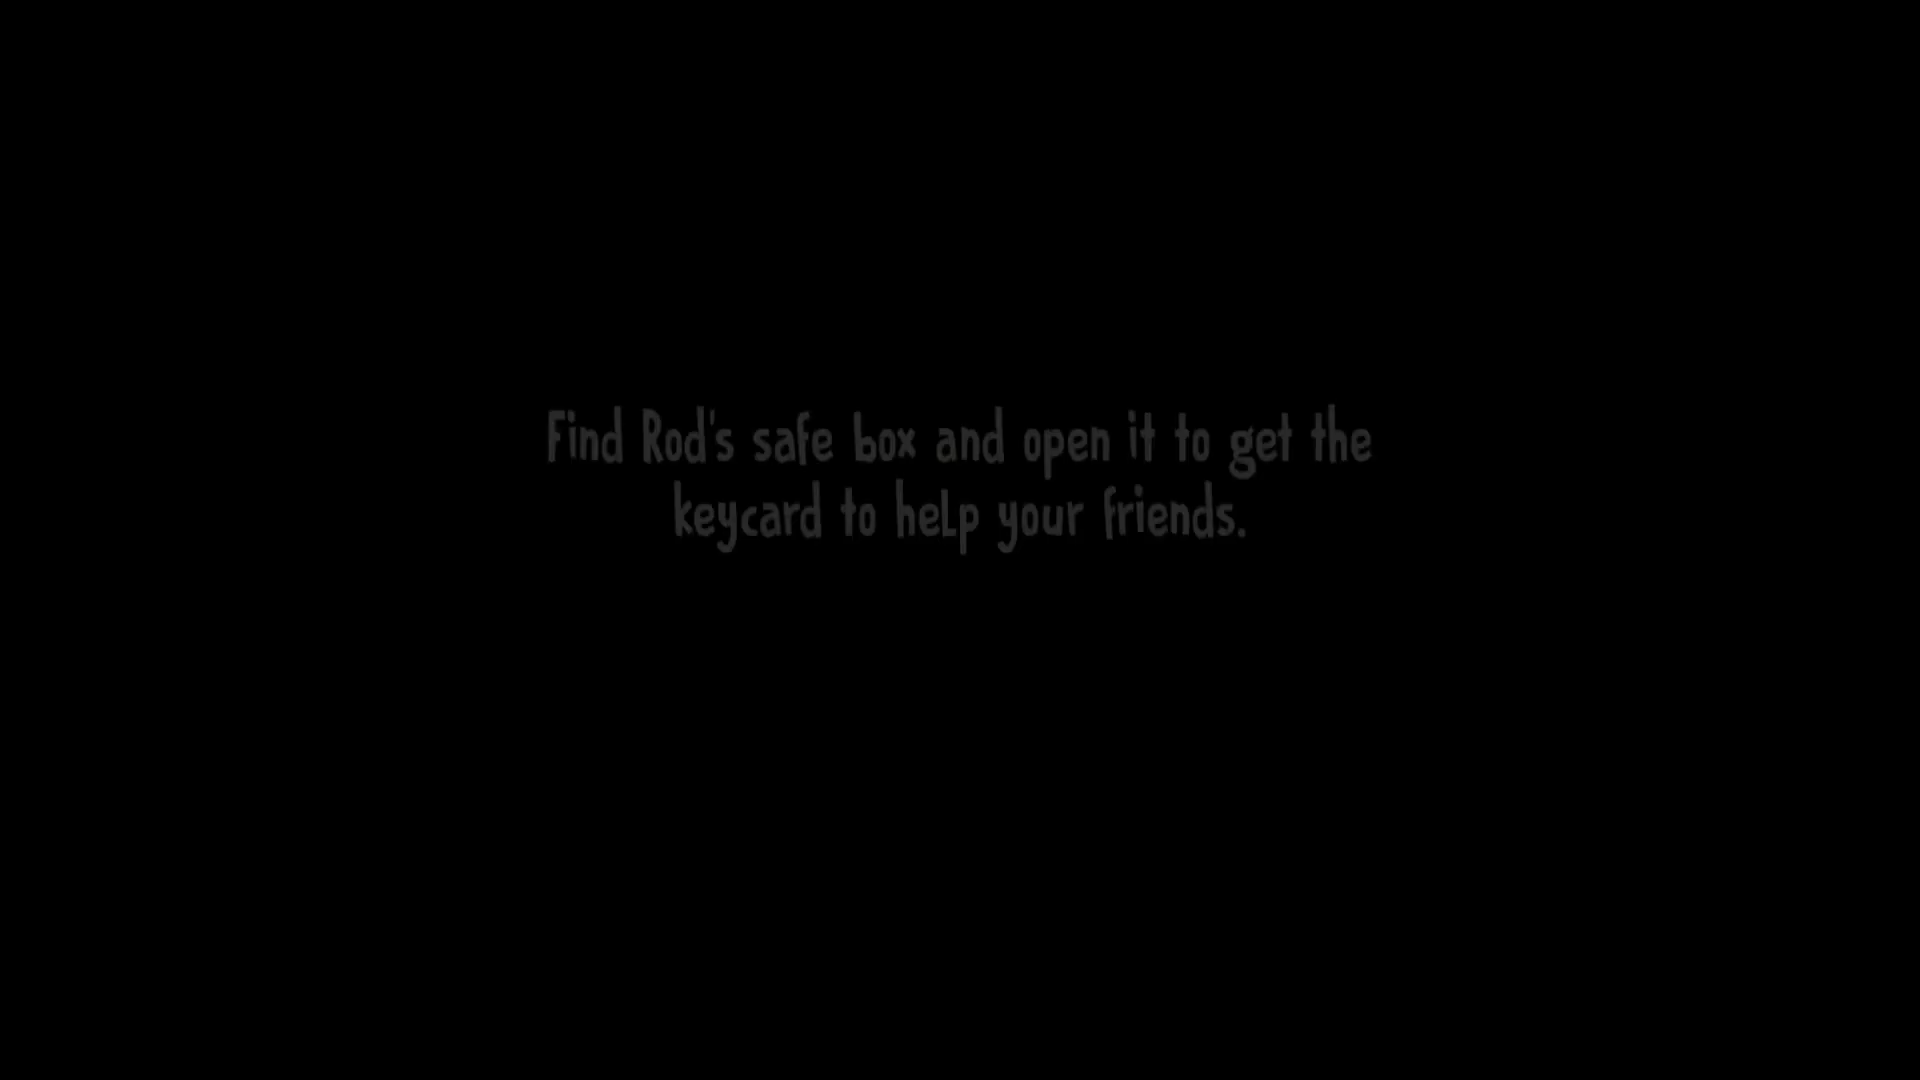 Find Rod's safe box and open it to get the
keycard to help your friends.